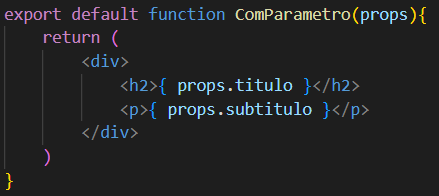 export default function ComParametro(props){
    return (
        <div>
            <h2>{ props.titulo }</h2>
            <p>{ props.subtitulo }</p>
        </div>
    )
}